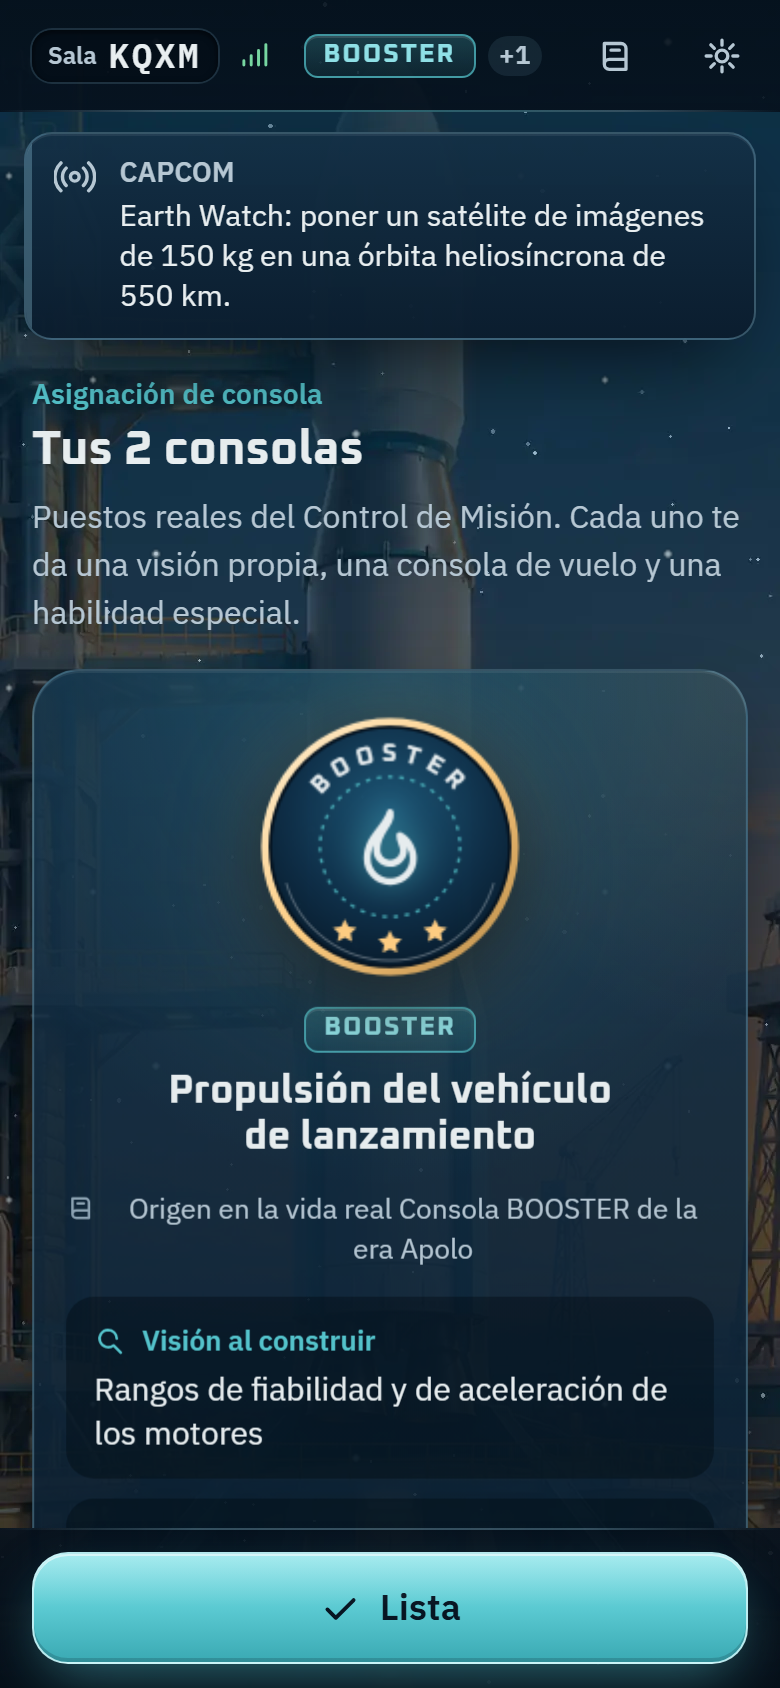 Sala KQXM BOOSTER +1
CAPCOM
Earth Watch: poner un satélite de imágenes
de 150 kg en una órbita heliosíncrona de
550 km.
Asignación de consola
Tus 2 consolas
Puestos reales del Control de Misión. Cada uno te
da una visión propia, una consola de vuelo y una
habilidad especial.
BOOSTER
BOOSTER
Propulsión del vehículo
de lanzamiento
Origen en la vida real Consola BOOSTER de la
era Apolo
Visión al construir
Rangos de fiabilidad y de aceleración de
los motores
Lista